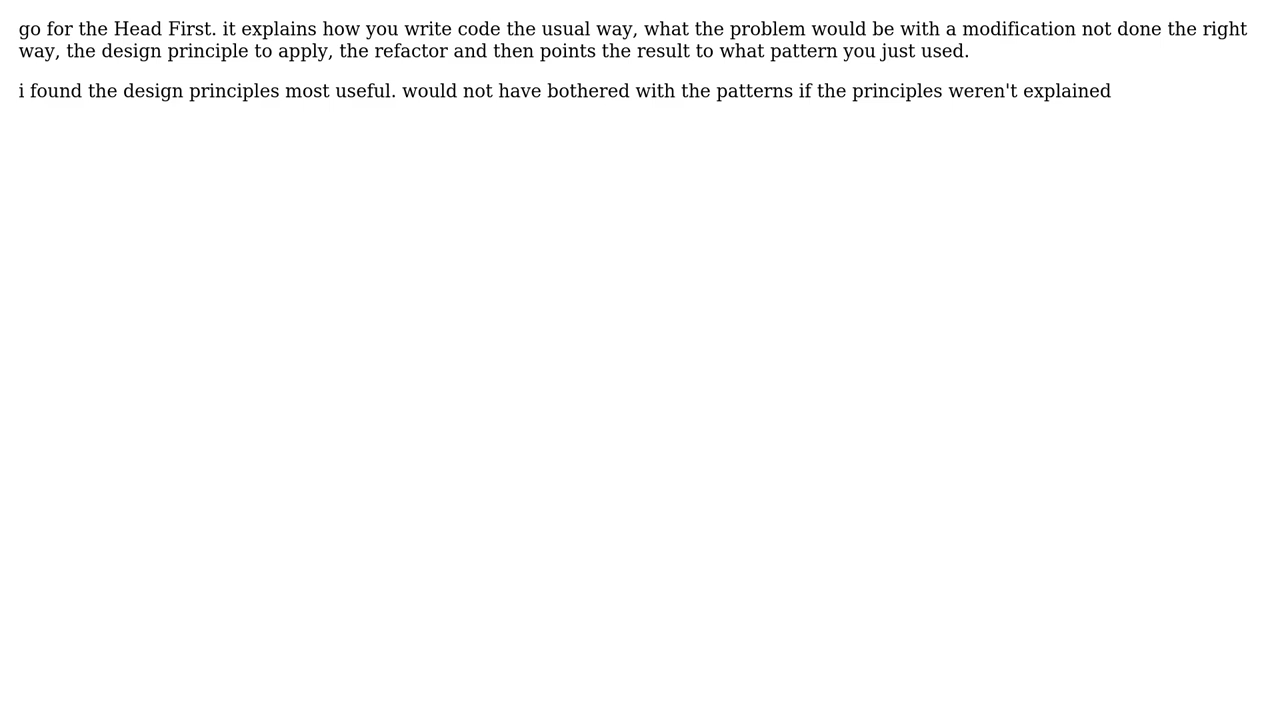 go for the Head First. it explains how you write code the usual way, what the problem would be with a modification not done the right
way, the design principle to apply, the refactor and then points the result to what pattern you just used.
i found the design principles most useful. would not have bothered with the patterns if the principles weren't explained